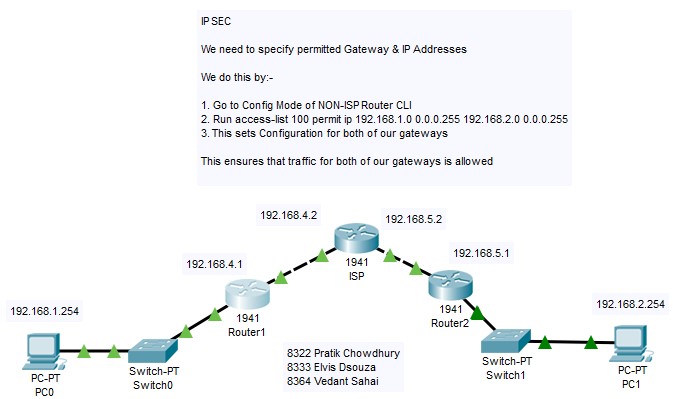 IPSEC
We need to specify permitted Gateway & IP Addresses
We do this by:-
1. Go to Config Mode of NON-ISP Router CLI
2. Run access-list 100 permit ip 192.168.1.0 0.0.0.255 192.168.2.0 0.0.0.255
3. This sets Configuration for both of our gateways
This ensures that traffic for both of our gateways is allowed
192.168.4.2
192.168.5.2
1941
ISP
192.168.4.1
192.168.5.1
1941
Router1
1941
Router2
192.168.1.254
192.168.2.254
PC-PT
PC0
Switch-PT
Switch0
8322 Pratik Chowdhury
8333 Elvis Dsouza
8364 Vedant Sahai
Switch-PT
Switch1
PC-PT
PC1